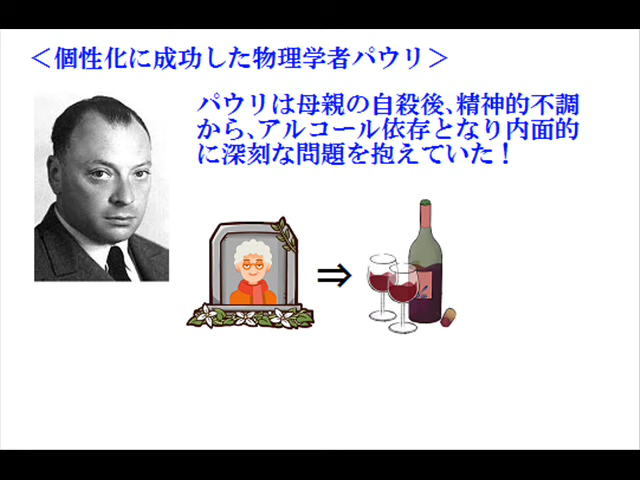 ＜個性化に成功した物理学者パウリ＞
パウリは母親の自殺後、精神的不調
から、アルコール依存となり内面的
に深刻な問題を抱えていた！
⇒